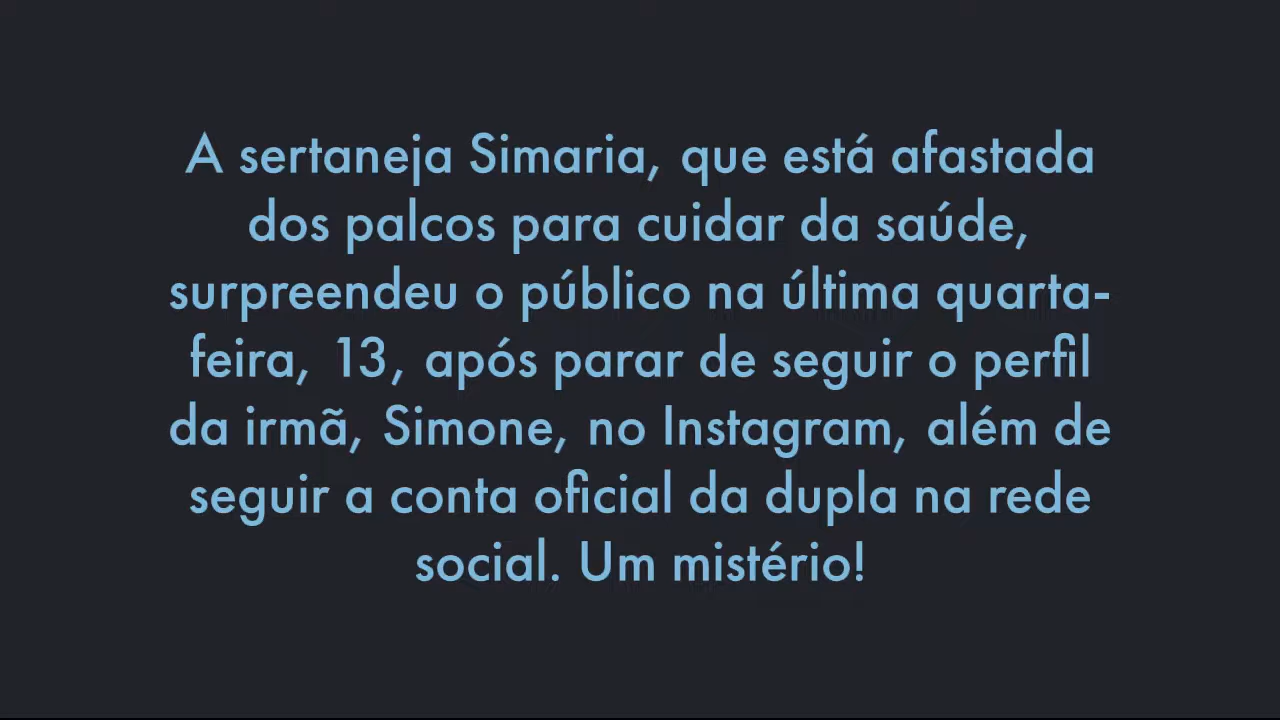 A sertaneja Simaria, que está afastada
dos palcos para cuidar da saúde,
surpreendeu o público na última quarta-
feira, 13, após parar de seguir o perfil
da irmã, Simone, no Instagram, além de
seguir a conta oficial da dupla na rede
social. Um mistério!